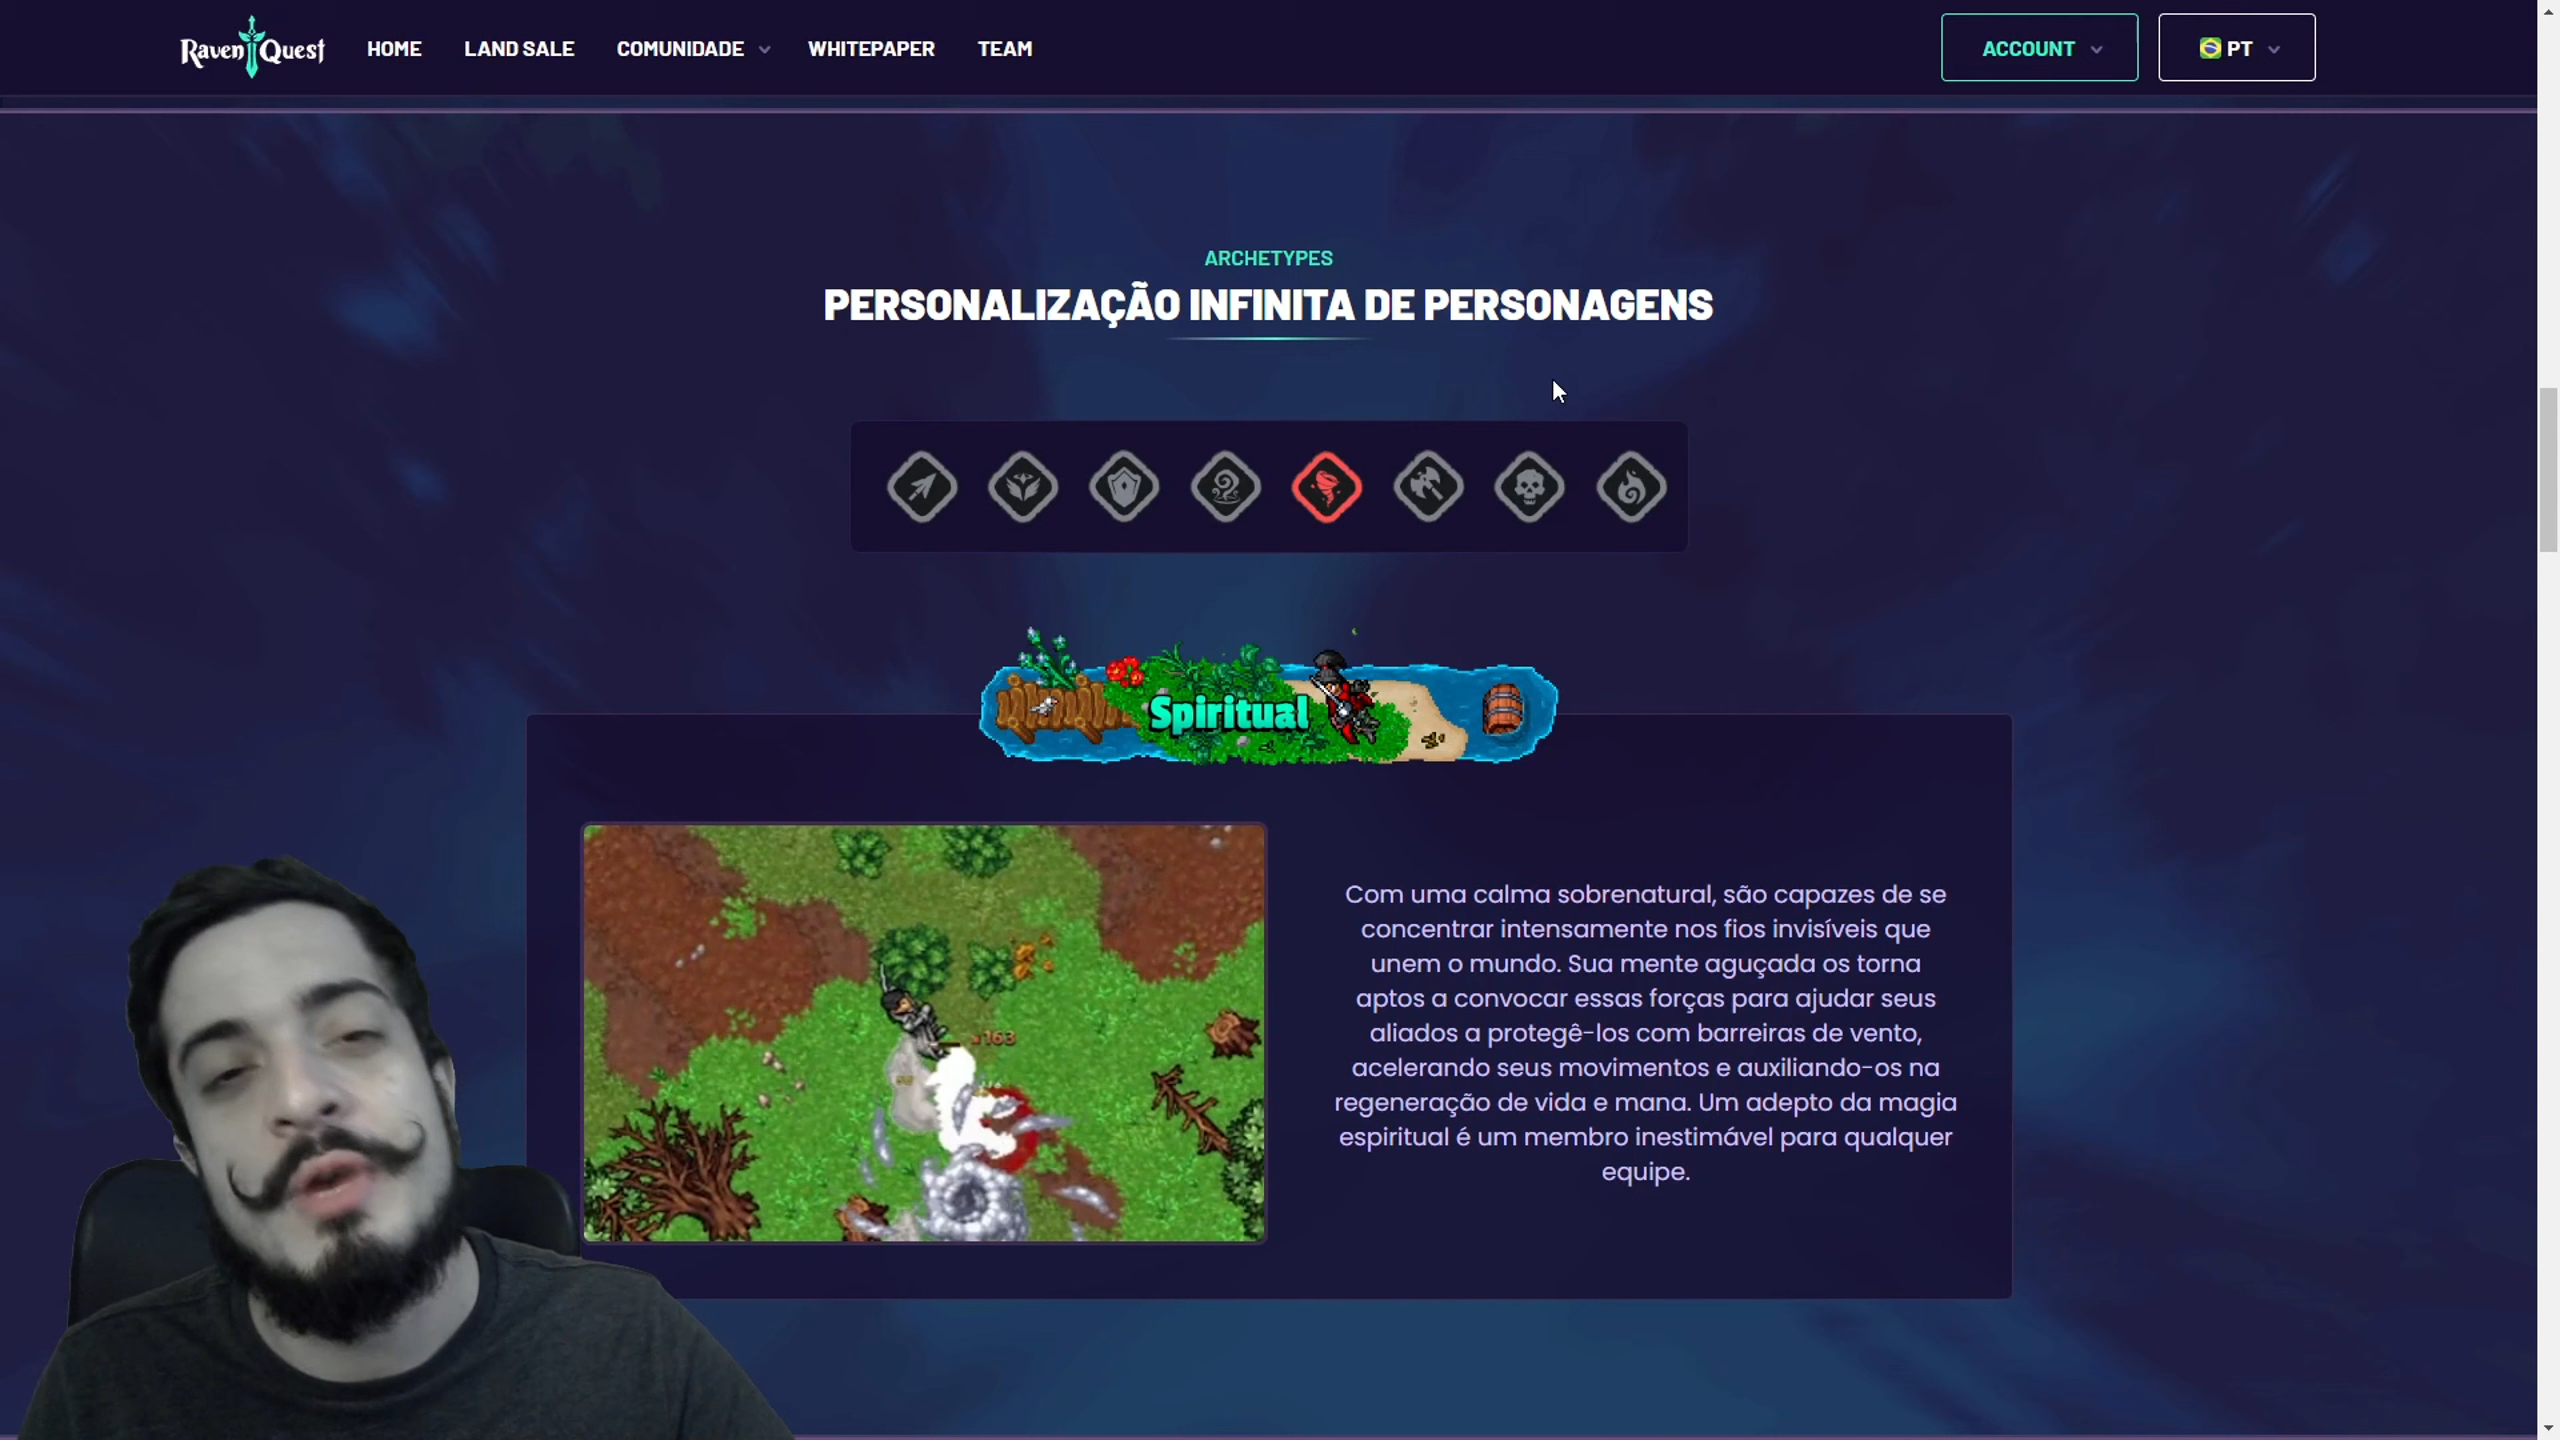 Raven Quest
HOME
LAND SALE
COMUNIDADE
WHITEPAPER
TEAM
ACCOUNT
PT
ARCHETYPES
PERSONALIZAÇÃO INFINITA DE PERSONAGENS
Spiritual
163
Com uma calma sobrenatural, são capazes de se
concentrar intensamente nos fios invisíveis que
unem o mundo. Sua mente aguçada os torna
aptos a convocar essas forças para ajudar seus
aliados a protegê-los com barreiras de vento,
acelerando seus movimentos e auxiliando-os na
regeneração de vida e mana. Um adepto da magia
espiritual é um membro inestimável para qualquer
equipe.